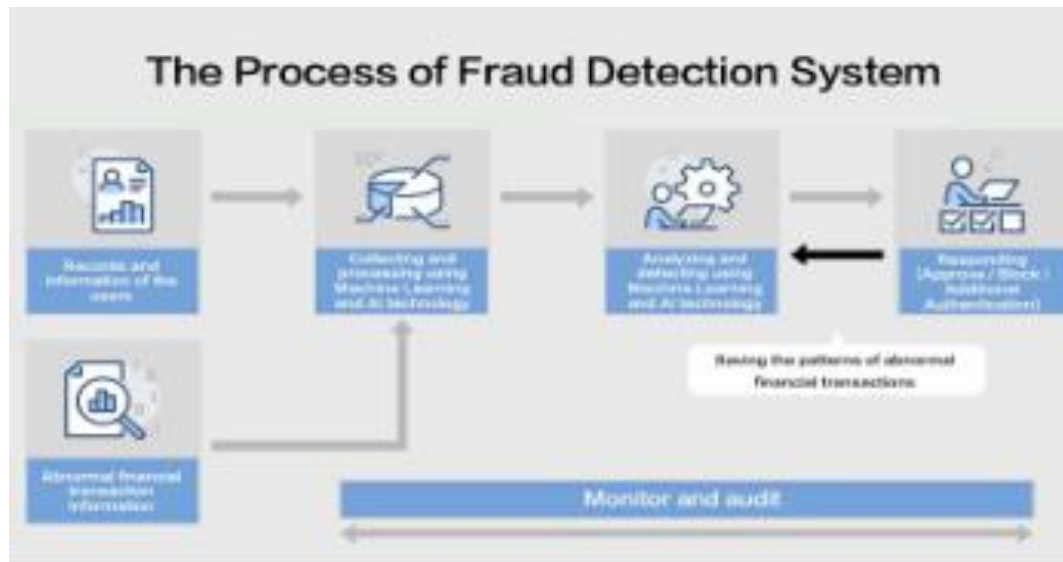 The Process of Fraud Detection System
Records and
information of the
users
Collecting and
processing using
Machine Learning
and AI technology
Analyzing and
detecting using
Machine Learning
and AI technology
Responding
(Approve / Block /
Additional
Authentication)
Saving the patterns of abnormal
financial transactions
Abnormal financial
transaction
information
Monitor and audit